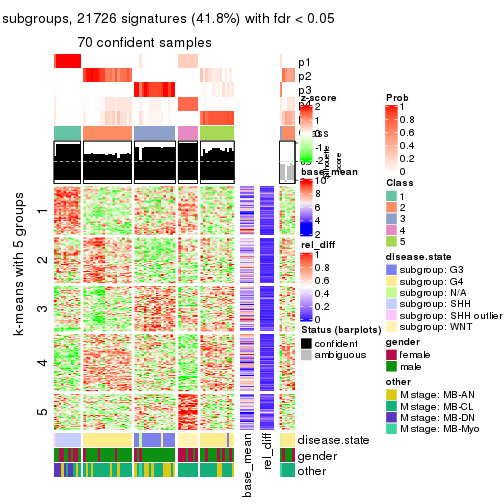 subgroups, 21726 signatures (41.8%) with fdr < 0.05
70 confident samples
p1
p2
p3
z-score
2
1
0
-1
-2
base_mean
10
8
6
4
2
rel_diff
1
0.8
0.6
0.4
0.2
0
Status (barplots)
confident
ambiguous
Prob
1
0.8
0.6
0.4
0.2
0
Class
1
2
3
4
5
disease.state
subgroup: G3
subgroup: G4
subgroup: N/A
subgroup: SHH
subgroup: SHH outlier
subgroup: WNT
gender
female
male
other
M stage: MB-AN
M stage: MB-CL
M stage: MB-DN
M stage: MB-Myo
k-means with 5 groups
1
2
3
4
5
score
base_mean
rel_diff
disease.state
gender
other